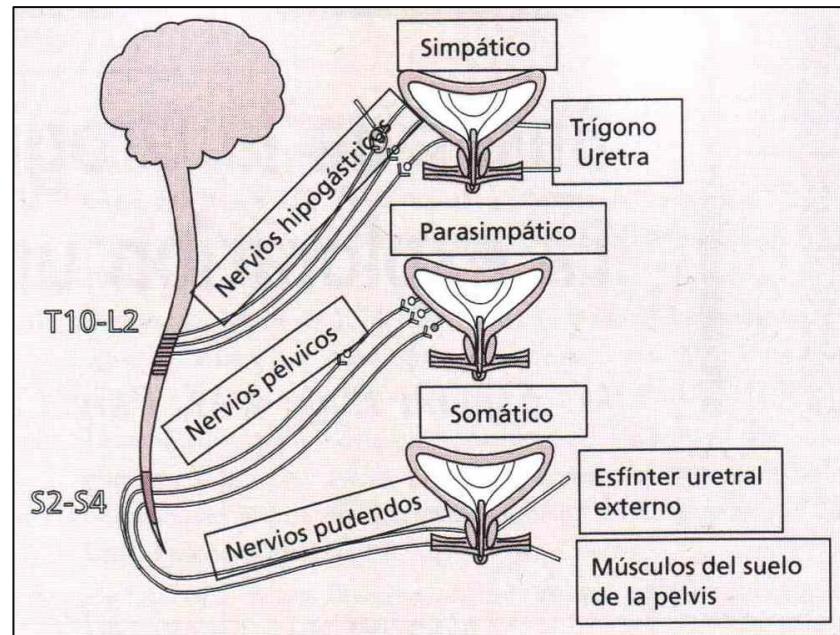 Simpático
Trígono
Uretra
Nervios hipogástricos
Parasimpático
T10-L2
Nervios pélvicos
Somático
S2-S4
Nervios pudendos
Esfínter uretral
externo
Músculos del suelo
de la pelvis